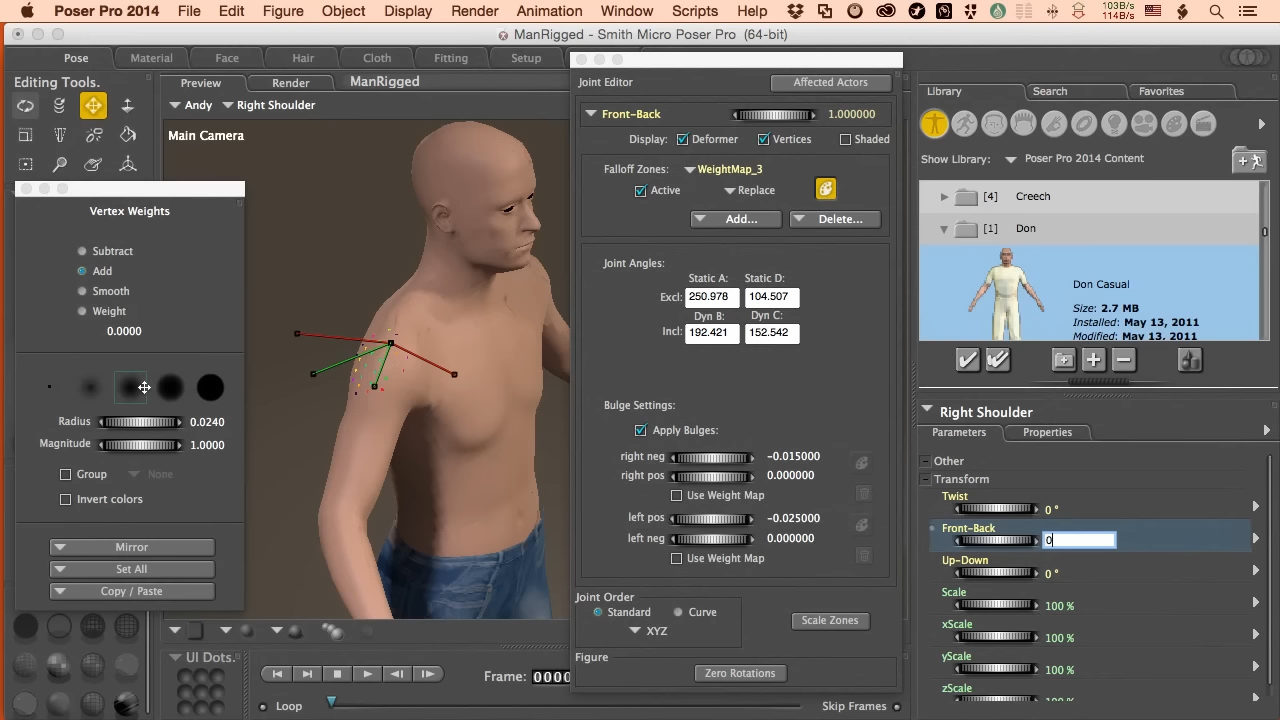 Poser Pro 2014 File Edit Figure Object Display Render Animation Window Scripts Help 103B/s
114B/s
ManRigged - Smith Micro Poser Pro (64-bit)
Pose Material Face Hair Cloth Fitting Setup
Editing Tools.
Preview Render ManRigged
Andy Right Shoulder
Main Camera
Vertex Weights
Subtract
Add
Smooth
Weight
0.0000
Radius 0.0240
Magnitude 1.0000
Group None
Invert colors
Mirror
Set All
Copy / Paste
UI Dots.
Frame: 0000
Loop Skip Frames
Joint Editor Affected Actors
Front-Back 1.000000
Display: Deformer Vertices Shaded
Falloff Zones: WeightMap_3
Active Replace
Add... Delete...
Joint Angles:
Static A: Static D:
Excl: 250.978 104.507
Dyn B: Dyn C:
Incl: 192.421 152.542
Bulge Settings:
Apply Bulges:
right neg -0.015000
right pos 0.000000
Use Weight Map
left pos -0.025000
left neg 0.000000
Use Weight Map
Joint Order
Standard Curve
XYZ
Scale Zones
Figure
Zero Rotations
Library Search Favorites
Show Library: Poser Pro 2014 Content
[4] Creech
[1] Don
Don Casual
Size: 2.7 MB
Installed: May 13, 2011
Modified: May 13, 2011
Right Shoulder
Parameters Properties
Other
Transform
Twist
0 °
Front-Back
0
Up-Down
0 °
Scale
100 %
xScale
100 %
yScale
100 %
zScale
100 %